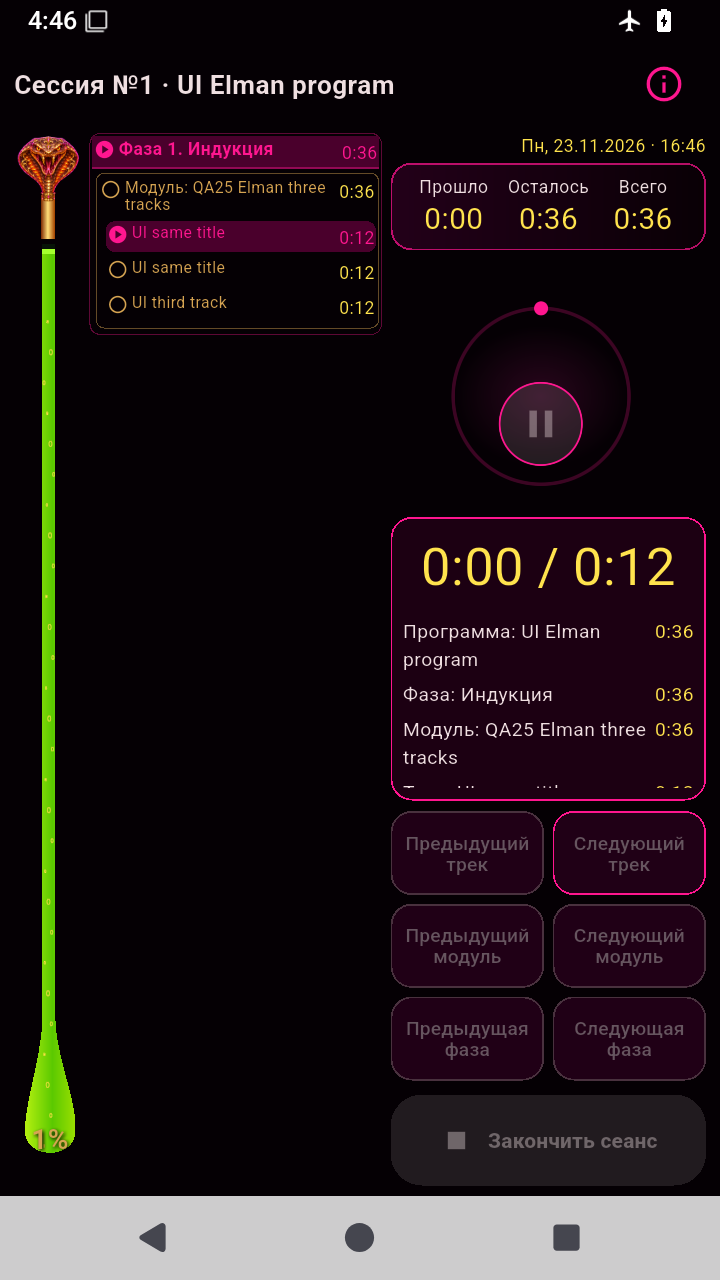 4:46
Сессия №1 · UI Elman program
Фаза 1. Индукция 0:36
Модуль: QA25 Elman three tracks 0:36
UI same title 0:12
UI same title 0:12
UI third track 0:12
Пн, 23.11.2026 · 16:46
Прошло Осталось Всего
0:00 0:36 0:36
0:00 / 0:12
Программа: UI Elman 0:36
program
Фаза: Индукция 0:36
Модуль: QA25 Elman three 0:36
tracks
Предыдущий Следующий
трек трек
Предыдущий Следующий
модуль модуль
Предыдущая Следующая
фаза фаза
Закончить сеанс
1%